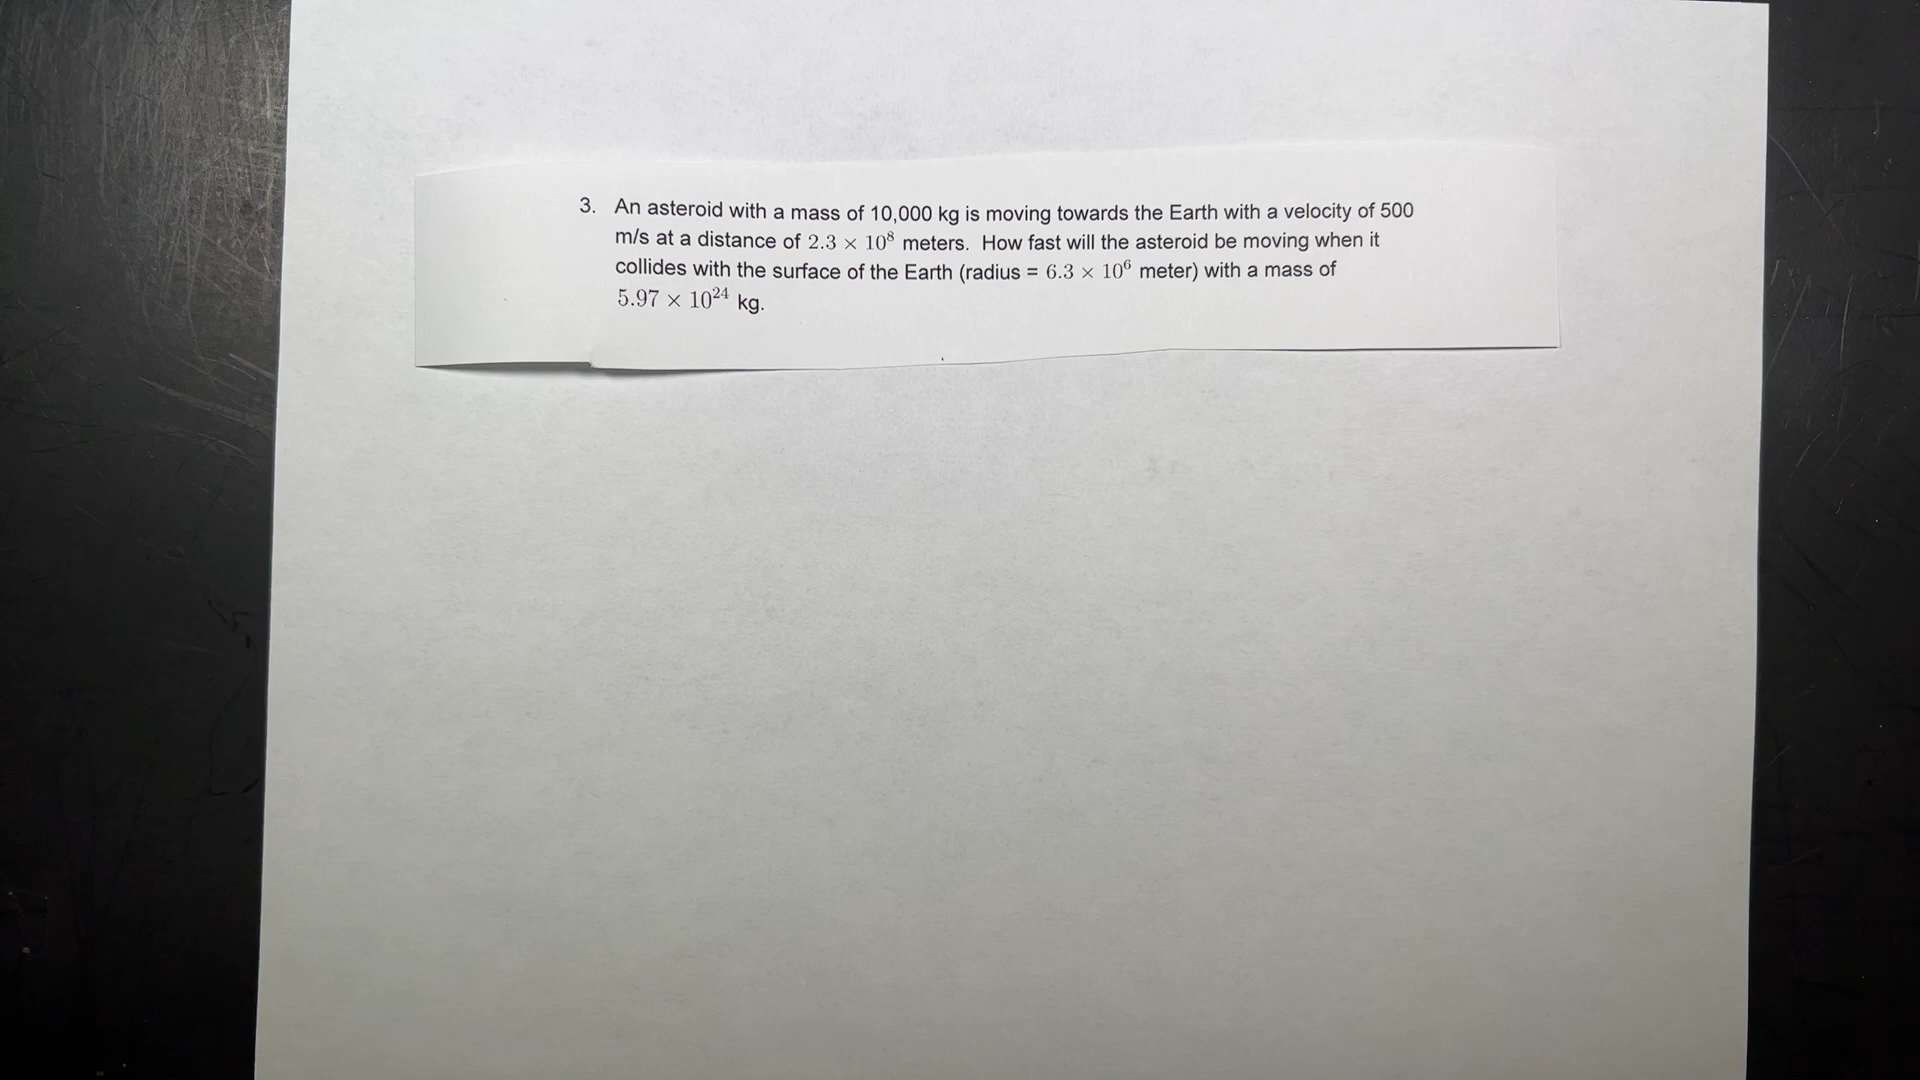 3. An asteroid with a mass of 10,000 kg is moving towards the Earth with a velocity of 500
m/s at a distance of 2.3 × 10⁸ meters. How fast will the asteroid be moving when it
collides with the surface of the Earth (radius = 6.3 × 10⁶ meter) with a mass of
5.97 × 10²⁴ kg.